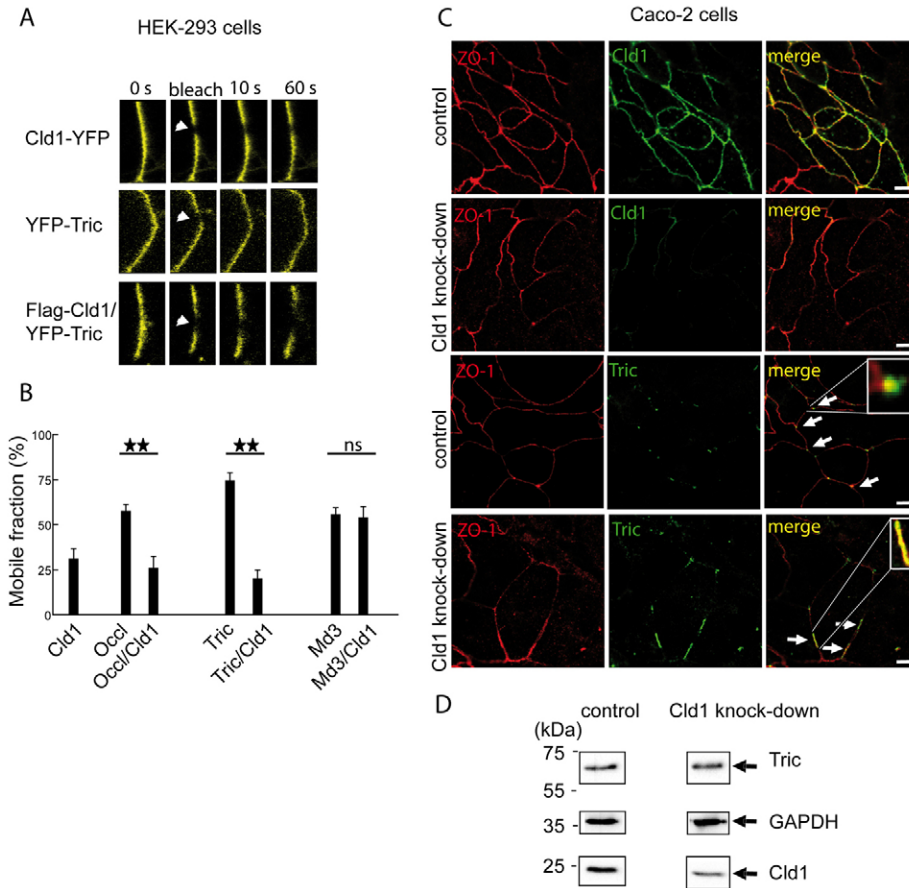 A
HEK-293 cells
0 s bleach 10 s 60 s
Cld1-YFP
YFP-Tric
Flag-Cld1/
YFP-Tric
B
Mobile fraction (%)
100
75
50
25
0
★★
★★
ns
Cld1
Occl
Occl/Cld1
Tric
Tric/Cld1
Md3
Md3/Cld1
C
Caco-2 cells
control
ZO-1 Cld1 merge
Cld1 knock-down
ZO-1 Cld1 merge
control
ZO-1 Tric merge
Cld1 knock-down
ZO-1 Tric merge
D
control Cld1 knock-down
(kDa)
75 -
55 -
35 -
25 -
Tric
GAPDH
Cld1